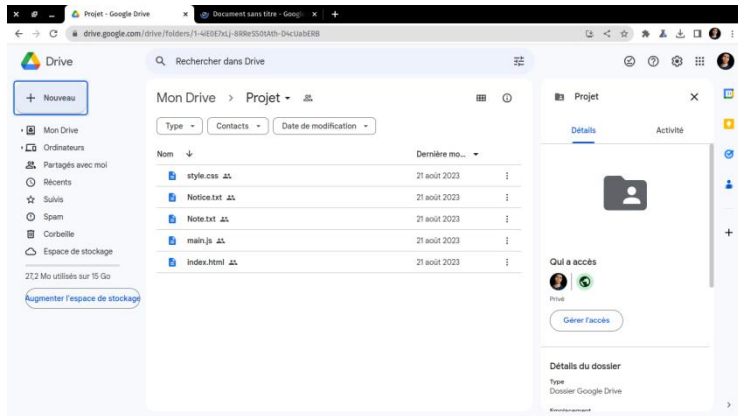 Projet - Google Drive
Document sans titre - Googl
drive.google.com/drive/folders/1-4iE0E7xLj-8RReS50tAth-D4cUabERB
Drive
Rechercher dans Drive
Nouveau
Mon Drive
Ordinateurs
Partagés avec moi
Récents
Suivis
Spam
Corbeille
Espace de stockage
27,2 Mo utilisés sur 15 Go
Augmenter l'espace de stockage
Mon Drive > Projet
Type
Contacts
Date de modification
Nom
Dernière mo...
style.css
21 août 2023
Notice.txt
21 août 2023
Note.txt
21 août 2023
main.js
21 août 2023
index.html
21 août 2023
Projet
Détails
Activité
Qui a accès
Privé
Gérer l'accès
Détails du dossier
Type
Dossier Google Drive
Emplacement